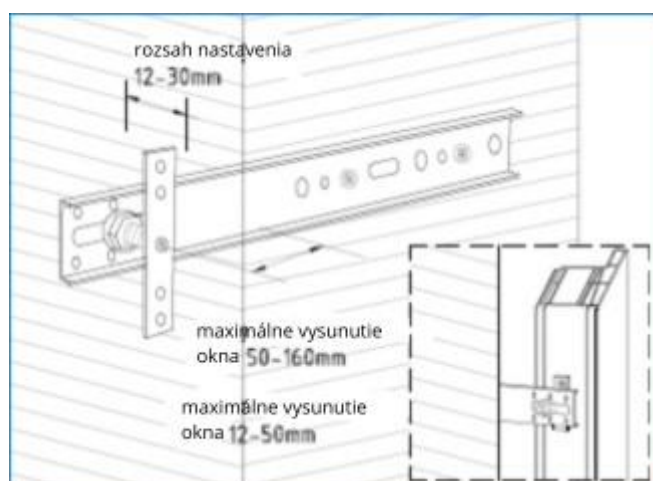 rozsah nastavenia
12-30mm
maximálne vysunutie
okna 50-160mm
maximálne vysunutie
okna 12-50mm